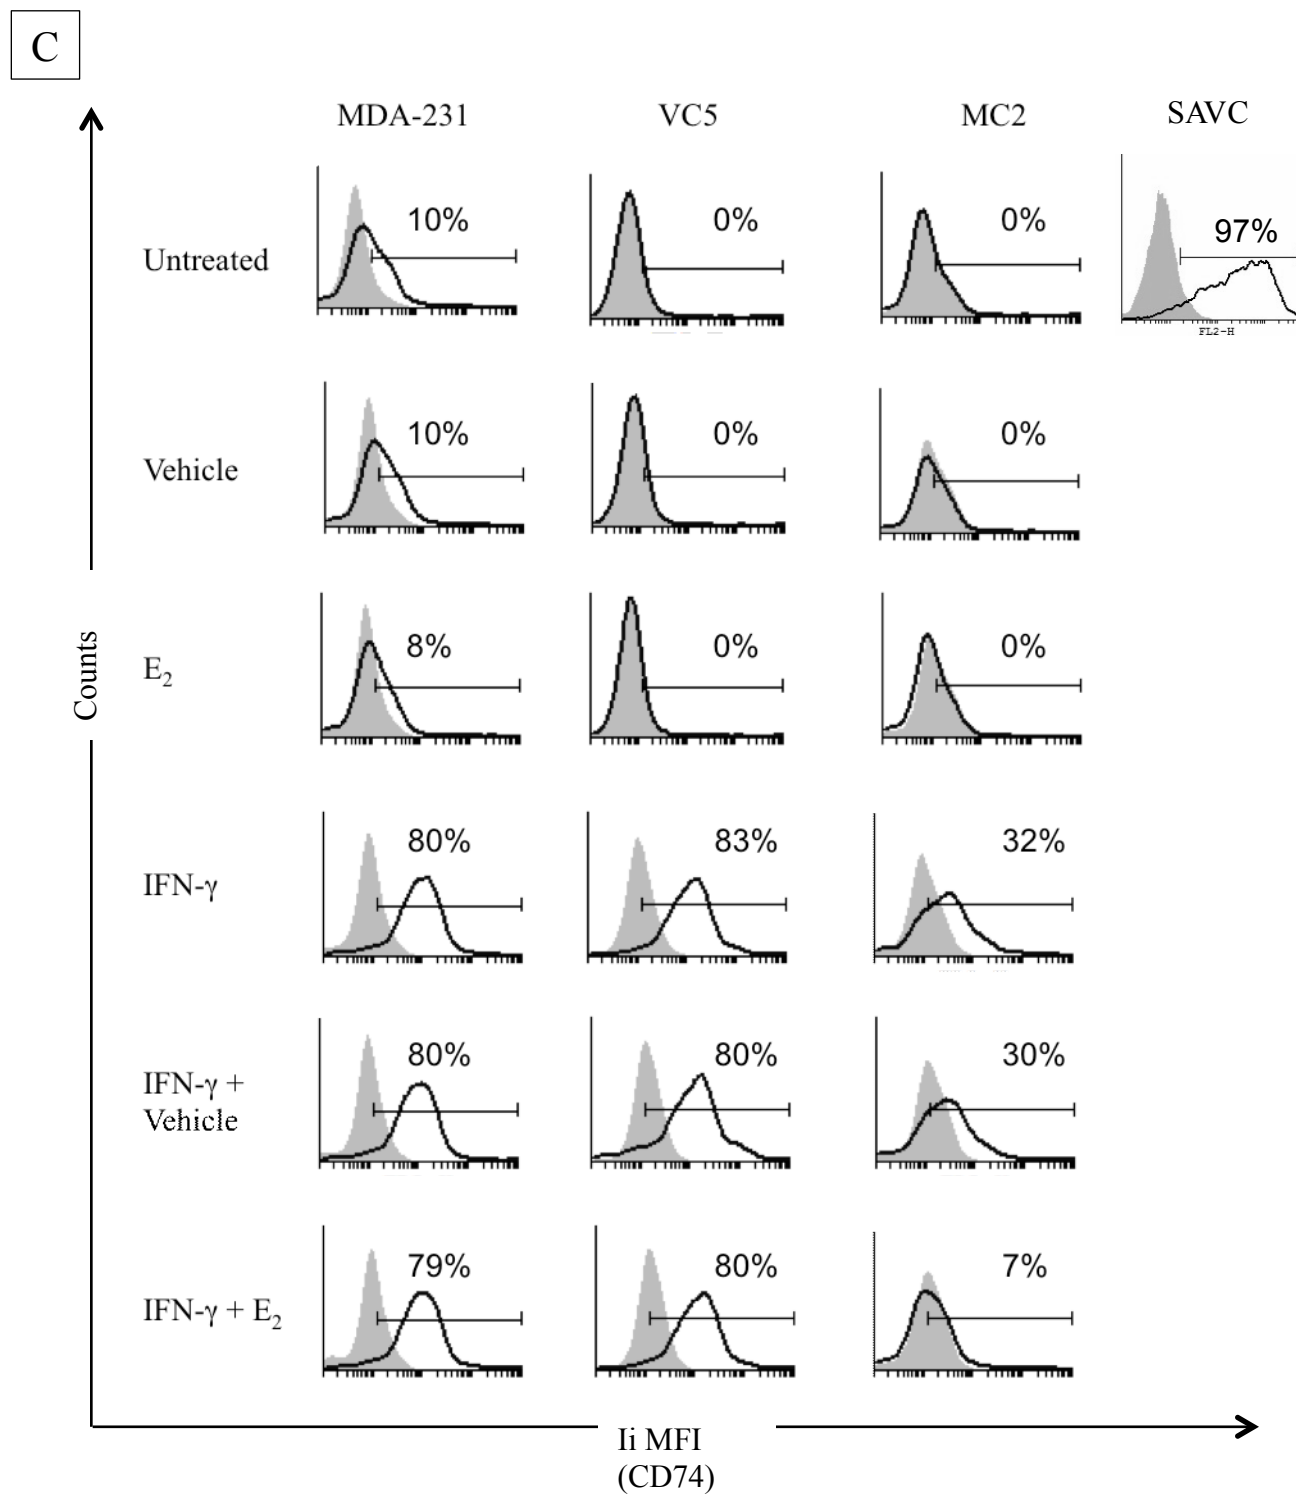 C
MDA-231
VC5
MC2
SAVC
Untreated
10%
0%
0%
97%
FL2-H
Vehicle
10%
0%
0%
E₂
8%
0%
0%
IFN-γ
80%
83%
32%
IFN-γ +
Vehicle
80%
80%
30%
IFN-γ + E₂
79%
80%
7%
Counts
Ii MFI
(CD74)